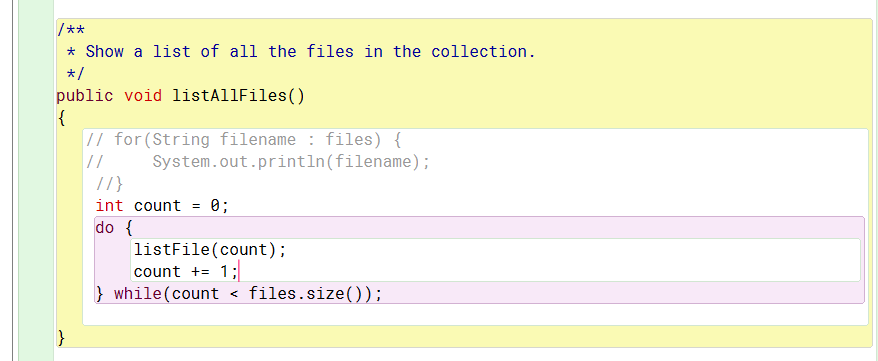 /**
 * Show a list of all the files in the collection.
 */
public void listAllFiles()
{
   // for(String filename : files) {
   //     System.out.println(filename);
    //}
    int count = 0;
    do {
        listFile(count);
        count += 1;
    } while(count < files.size());
}